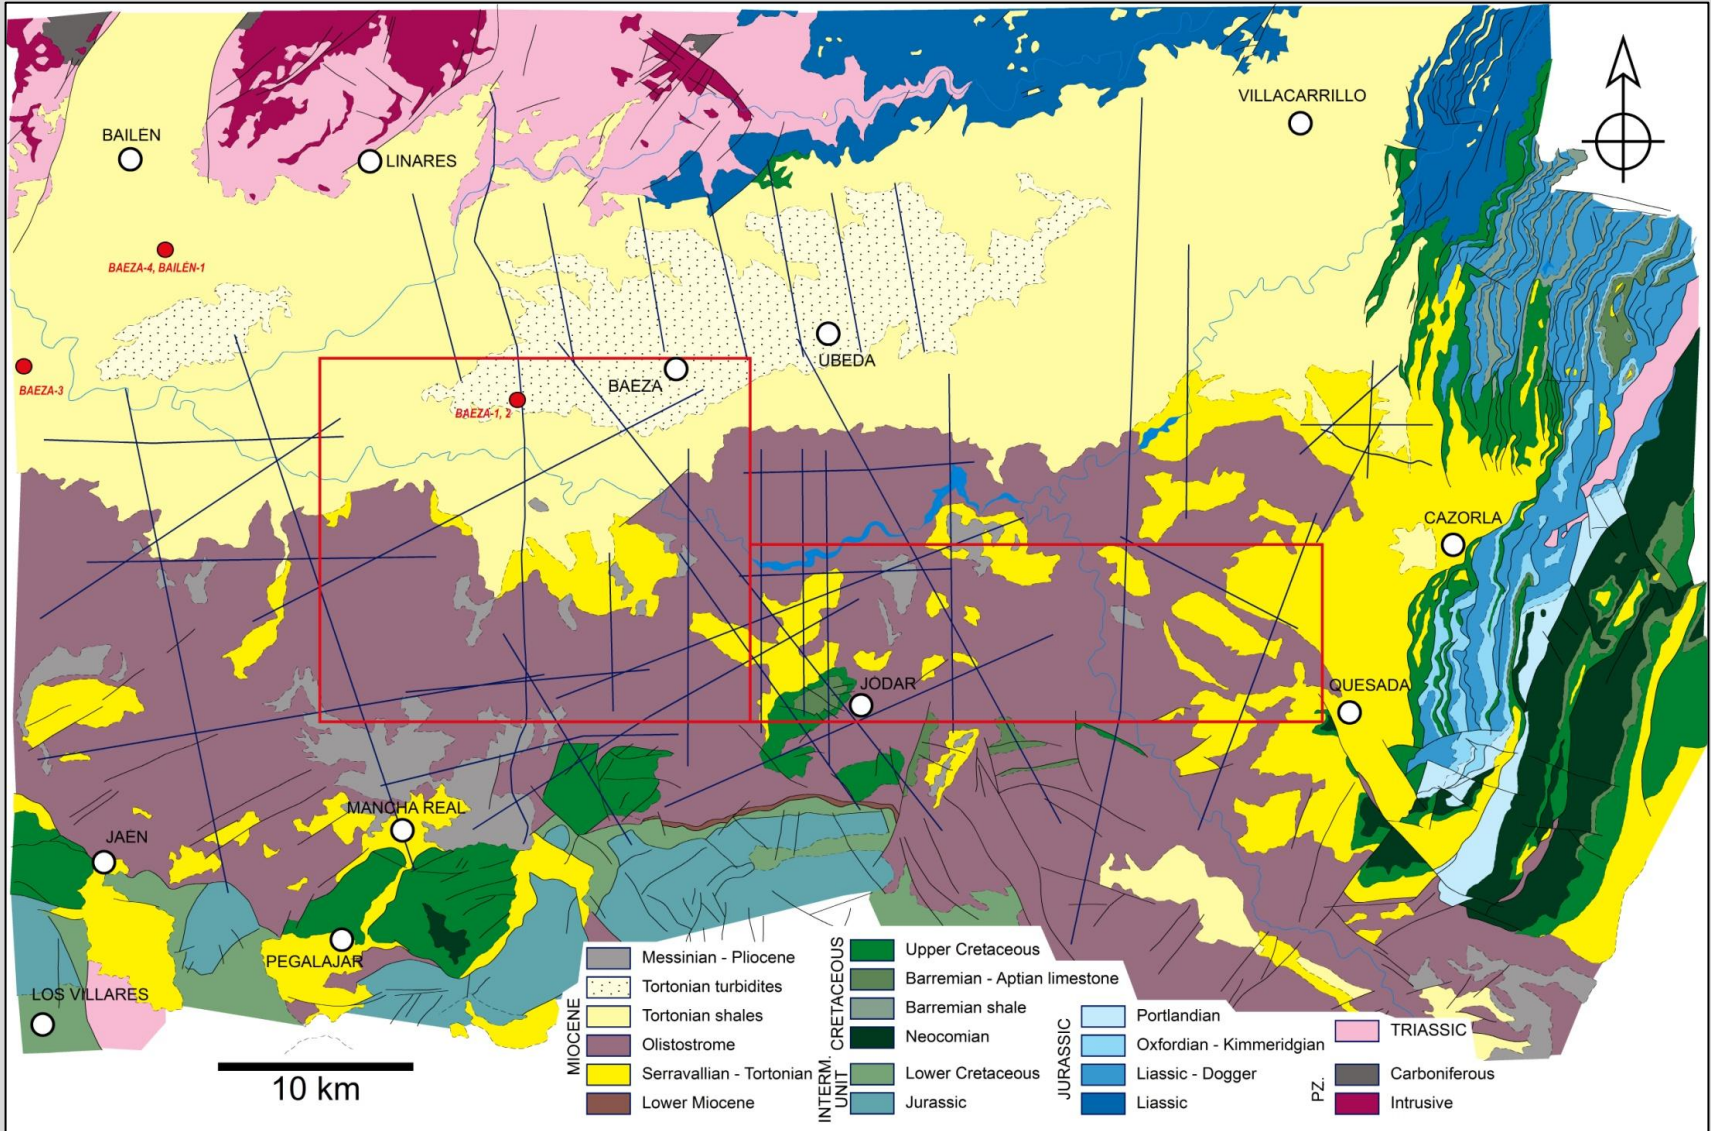 VILLACARRILLO
BAILEN
LINARES
BAEZA-4, BAILÉN-1
UBEDA
BAEZA
BAEZA-3
BAEZA-1, 2
CAZORLA
JODAR
QUESADA
MANCHA REAL
JAEN
PEGALAJAR
LOS VILLARES
10 km
MIOCENE
Messinian - Pliocene
Tortonian turbidites
Tortonian shales
Olistostrome
Serravallian - Tortonian
Lower Miocene
CRETACEOUS
Upper Cretaceous
Barremian - Aptian limestone
Barremian shale
Neocomian
INTERM.
UNIT
Lower Cretaceous
Jurassic
JURASSIC
Portlandian
Oxfordian - Kimmeridgian
Liassic - Dogger
Liassic
TRIASSIC
PZ.
Carboniferous
Intrusive